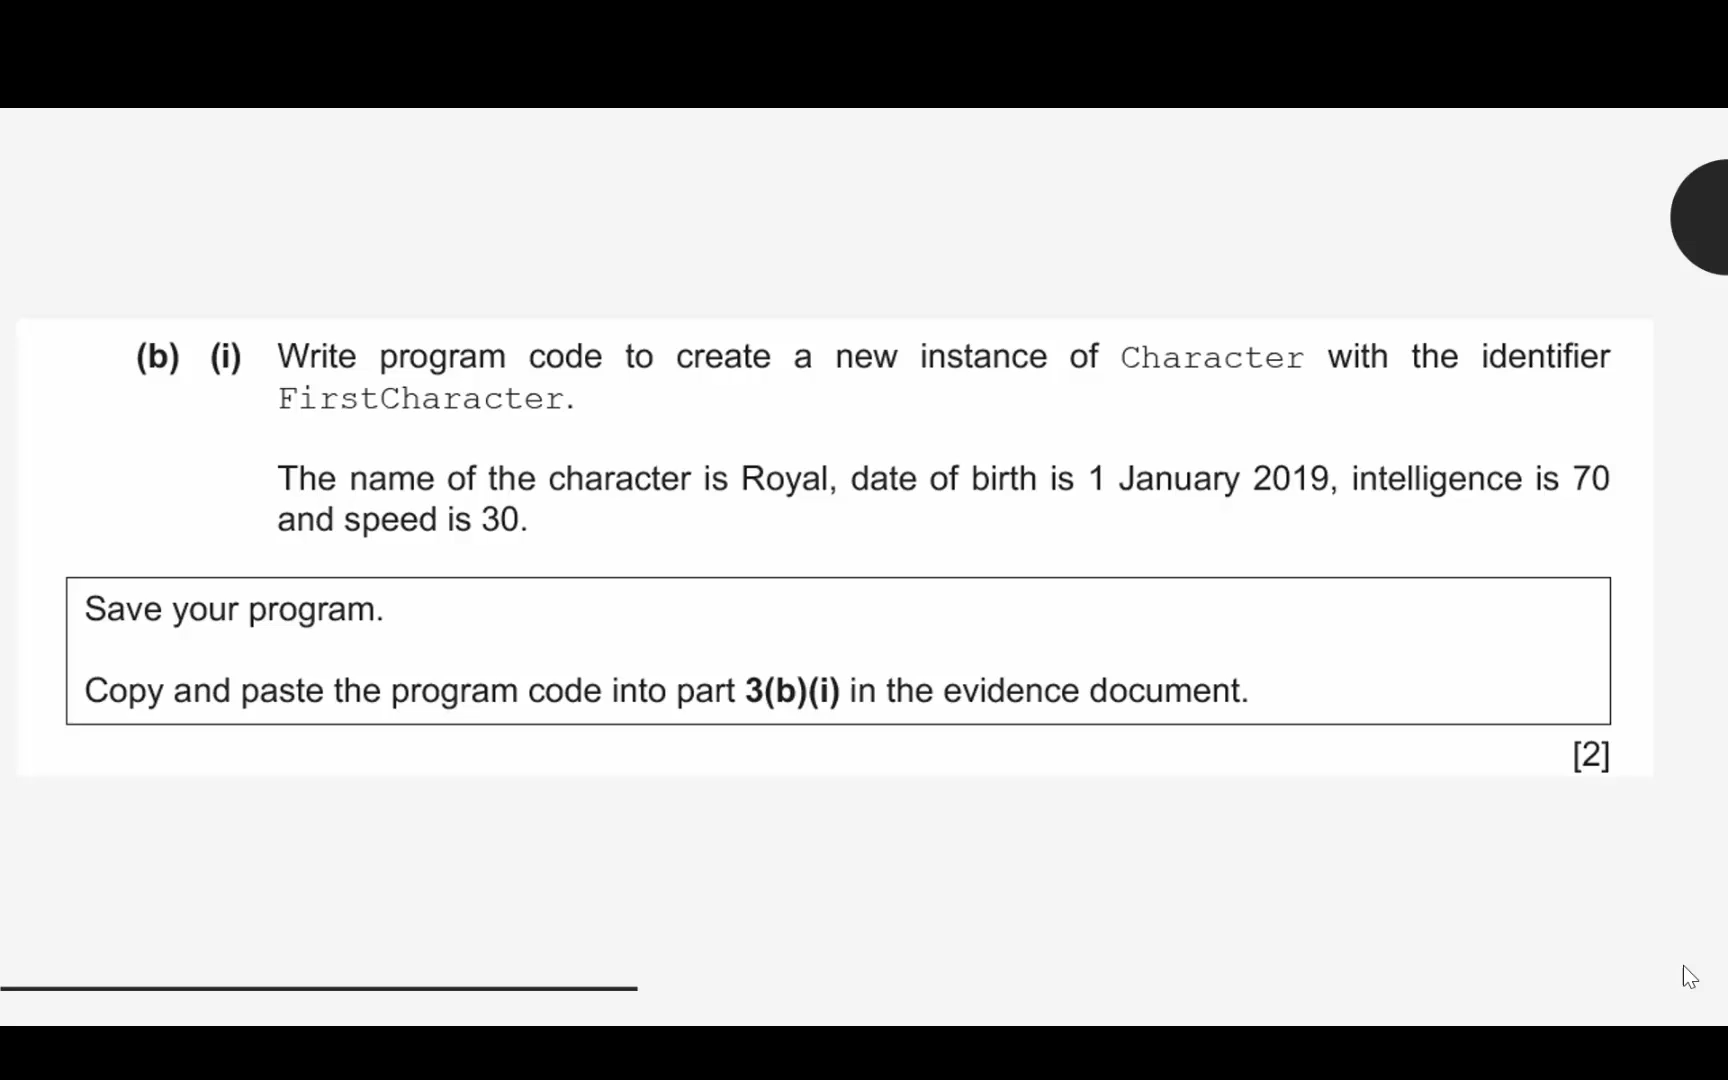 (b) (i) Write program code to create a new instance of Character with the identifier
FirstCharacter.
The name of the character is Royal, date of birth is 1 January 2019, intelligence is 70
and speed is 30.
Save your program.
Copy and paste the program code into part 3(b)(i) in the evidence document.
[2]